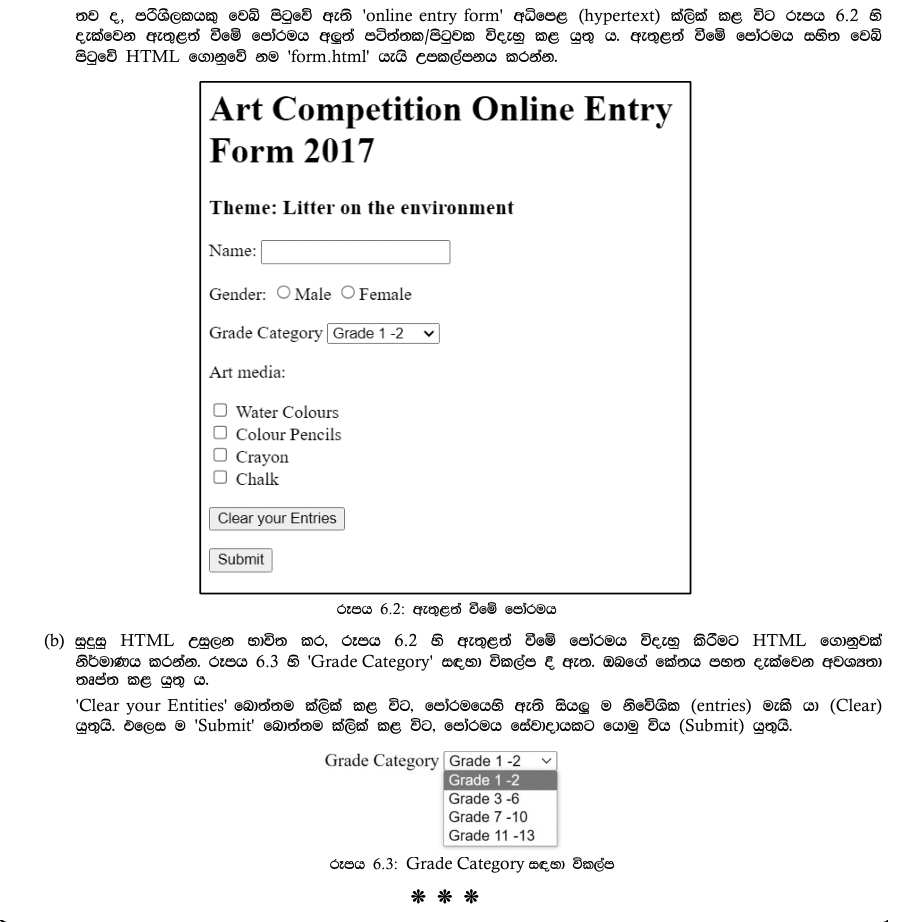 තව ද, පරිශීලකයකු වෙබ් පිටුවේ ඇති 'online entry form' අධිපෙළ (hypertext) ක්ලික් කළ විට රූපය 6.2 හි
දැක්වෙන ඇතුළත් වීමේ පෝරමය අලුත් පටිත්තක/පිටුවක විදැහු කළ යුතු ය. ඇතුළත් වීමේ පෝරමය සහිත වෙබ්
පිටුවේ HTML ගොනුවේ නම 'form.html' යැයි උපකල්පනය කරන්න.
Art Competition Online Entry
Form 2017
Theme: Litter on the environment
Name:
Gender: Male Female
Grade Category Grade 1 -2
Art media:
Water Colours
Colour Pencils
Crayon
Chalk
Clear your Entries
Submit
රූපය 6.2: ඇතුළත් වීමේ පෝරමය
(b) සුදුසු HTML උසුලන භාවිත කර, රූපය 6.2 හි ඇතුළත් වීමේ පෝරමය විදැහු කිරීමට HTML ගොනුවක්
නිර්මාණය කරන්න. රූපය 6.3 හි 'Grade Category' සඳහා විකල්ප දී ඇත. ඔබගේ කේතය පහත දැක්වෙන අවශ්‍යතා
තෘප්ත කළ යුතු ය.
'Clear your Entities' බොත්තම ක්ලික් කළ විට, පෝරමයෙහි ඇති සියලු ම නිවේශික (entries) මැකී යා (Clear)
යුතුයි. එලෙස ම 'Submit' බොත්තම ක්ලික් කළ විට, පෝරමය සේවාදායකට යොමු විය (Submit) යුතුයි.
Grade Category Grade 1 -2
Grade 1 -2
Grade 3 -6
Grade 7 -10
Grade 11 -13
රූපය 6.3: Grade Category සඳහා විකල්ප